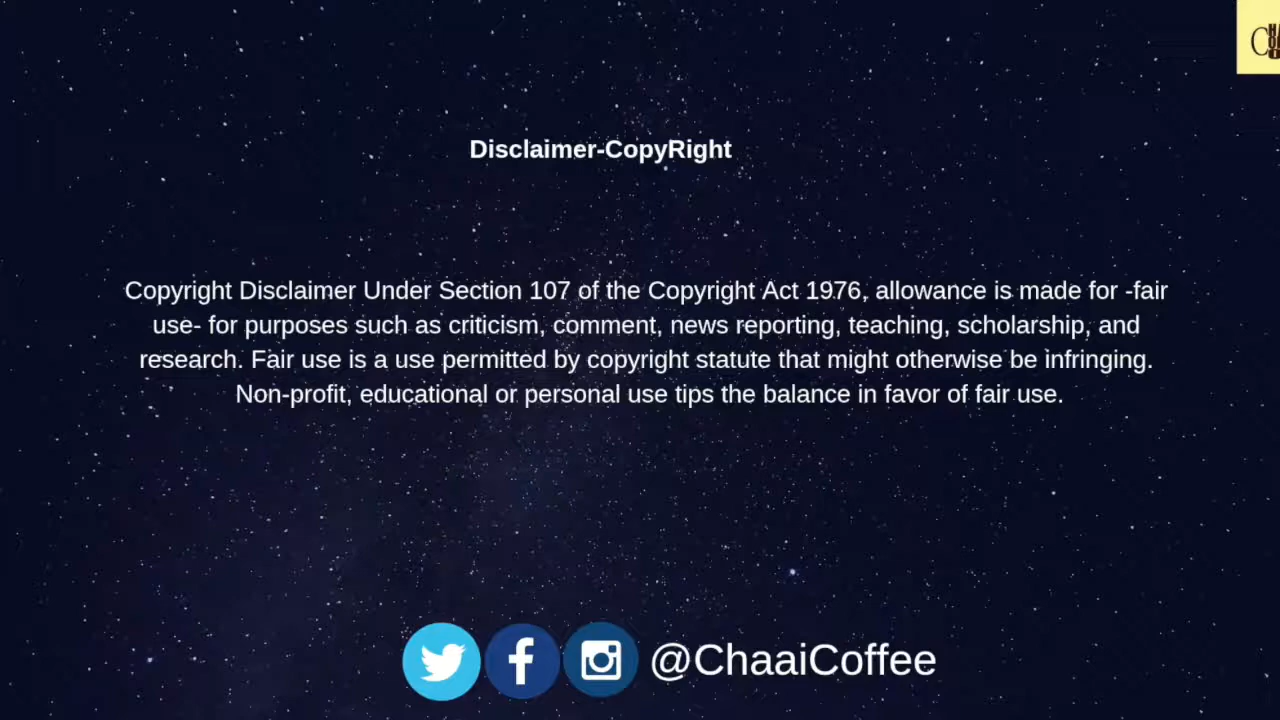 Disclaimer-CopyRight
Copyright Disclaimer Under Section 107 of the Copyright Act 1976, allowance is made for -fair
use- for purposes such as criticism, comment, news reporting, teaching, scholarship, and
research. Fair use is a use permitted by copyright statute that might otherwise be infringing.
Non-profit, educational or personal use tips the balance in favor of fair use.
@ChaaiCoffee